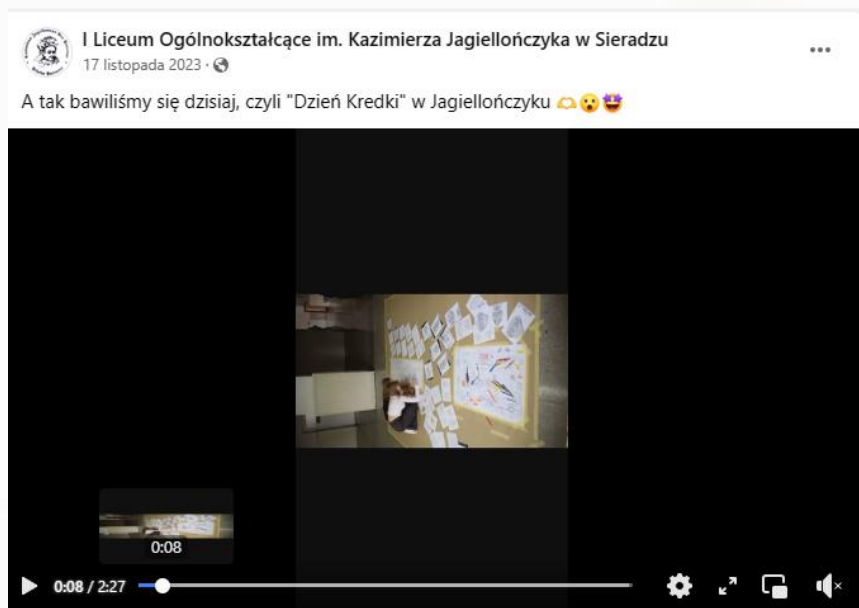 I Liceum Ogólnokształcące im. Kazimierza Jagiellończyka w Sieradzu
17 listopada 2023 ·
A tak bawiliśmy się dzisiaj, czyli "Dzień Kredki" w Jagiellończyku 🫶😮🤩
0:08
0:08 / 2:27